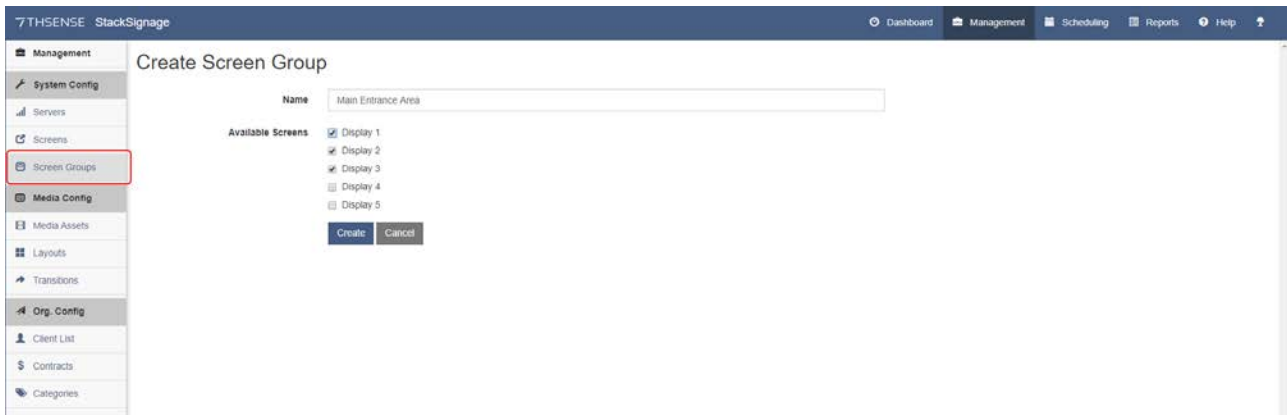 7THSENSE StackSignage
Dashboard
Management
Scheduling
Reports
Help
Management
System Config
Servers
Screens
Screen Groups
Media Config
Media Assets
Layouts
Transitions
Org. Config
Client List
Contracts
Categories
Create Screen Group
Name
Main Entrance Area
Available Screens
Display 1
Display 2
Display 3
Display 4
Display 5
Create Cancel